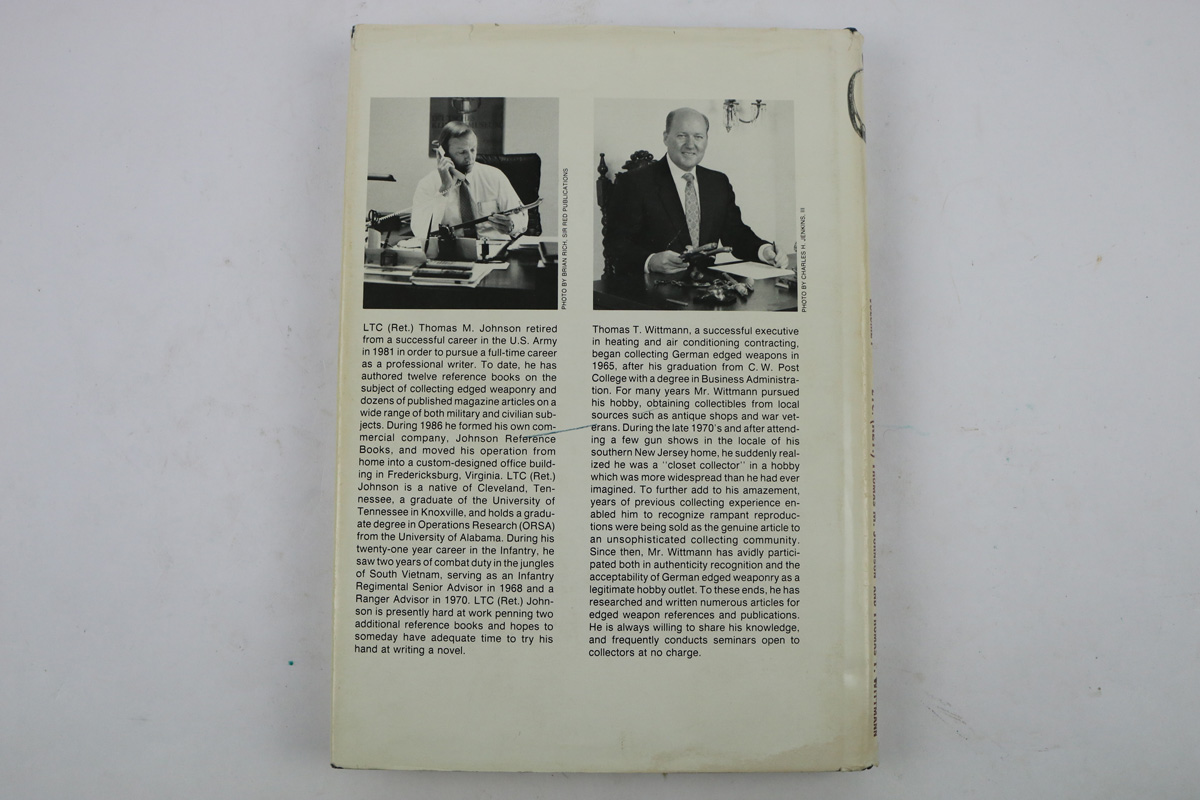 PHOTO BY BRIAN RICH, SIR RED PUBLICATIONS
LTC (Ret.) Thomas M. Johnson retired
from a successful career in the U.S. Army
in 1981 in order to pursue a full-time career
as a professional writer. To date, he has
authored twelve reference books on the
subject of collecting edged weaponry and
dozens of published magazine articles on a
wide range of both military and civilian sub-
jects. During 1986 he formed his own com-
mercial company, Johnson Reference
Books, and moved his operation from
home into a custom-designed office build-
ing in Fredericksburg, Virginia. LTC (Ret.)
Johnson is a native of Cleveland, Ten-
nessee, a graduate of the University of
Tennessee in Knoxville, and holds a gradu-
ate degree in Operations Research (ORSA)
from the University of Alabama. During his
twenty-one year career in the Infantry, he
saw two years of combat duty in the jungles
of South Vietnam, serving as an Infantry
Regimental Senior Advisor in 1968 and a
Ranger Advisor in 1970. LTC (Ret.) John-
son is presently hard at work penning two
additional reference books and hopes to
someday have adequate time to try his
hand at writing a novel.
PHOTO BY CHARLES H. JENKINS, II
Thomas T. Wittmann, a successful executive
in heating and air conditioning contracting,
began collecting German edged weapons in
1965, after his graduation from C. W. Post
College with a degree in Business Administra-
tion. For many years Mr. Wittmann pursued
his hobby, obtaining collectibles from local
sources such as antique shops and war vet-
erans. During the late 1970's and after attend-
ing a few gun shows in the locale of his
southern New Jersey home, he suddenly real-
ized he was a "closet collector" in a hobby
which was more widespread than he had ever
imagined. To further add to his amazement,
years of previous collecting experience en-
abled him to recognize rampant reproduc-
tions were being sold as the genuine article to
an unsophisticated collecting community.
Since then, Mr. Wittmann has avidly partici-
pated both in authenticity recognition and the
acceptability of German edged weaponry as a
legitimate hobby outlet. To these ends, he has
researched and written numerous articles for
edged weapon references and publications.
He is always willing to share his knowledge,
and frequently conducts seminars open to
collectors at no charge.